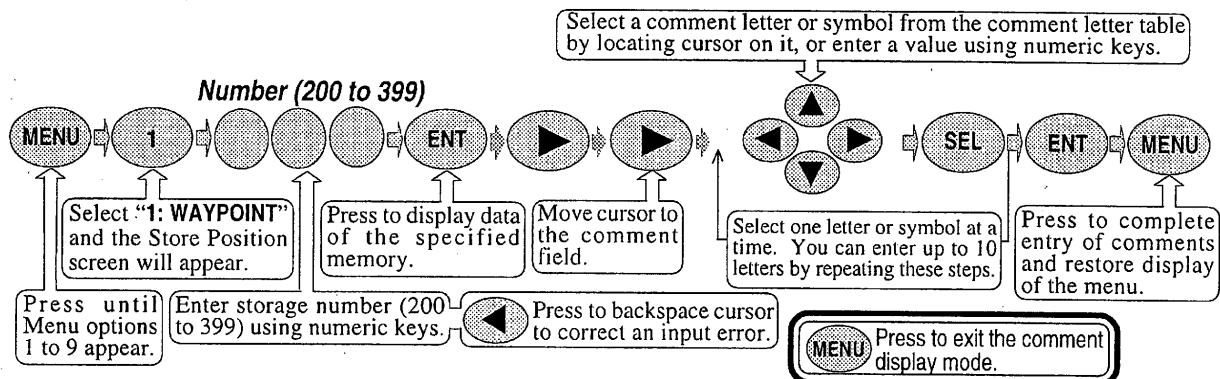 Select a comment letter or symbol from the comment letter table
by locating cursor on it, or enter a value using numeric keys.
Number (200 to 399)
MENU
1
ENT
SEL
ENT
MENU
Select "1: WAYPOINT"
and the Store Position
screen will appear.
Press to display data
of the specified
memory.
Move cursor to
the comment
field.
Select one letter or symbol at a
time. You can enter up to 10
letters by repeating these steps.
Press to complete
entry of comments
and restore display
of the menu.
Press until
Menu options
1 to 9 appear.
Enter storage number (200
to 399) using numeric keys.
Press to backspace cursor
to correct an input error.
MENU
Press to exit the comment
display mode.